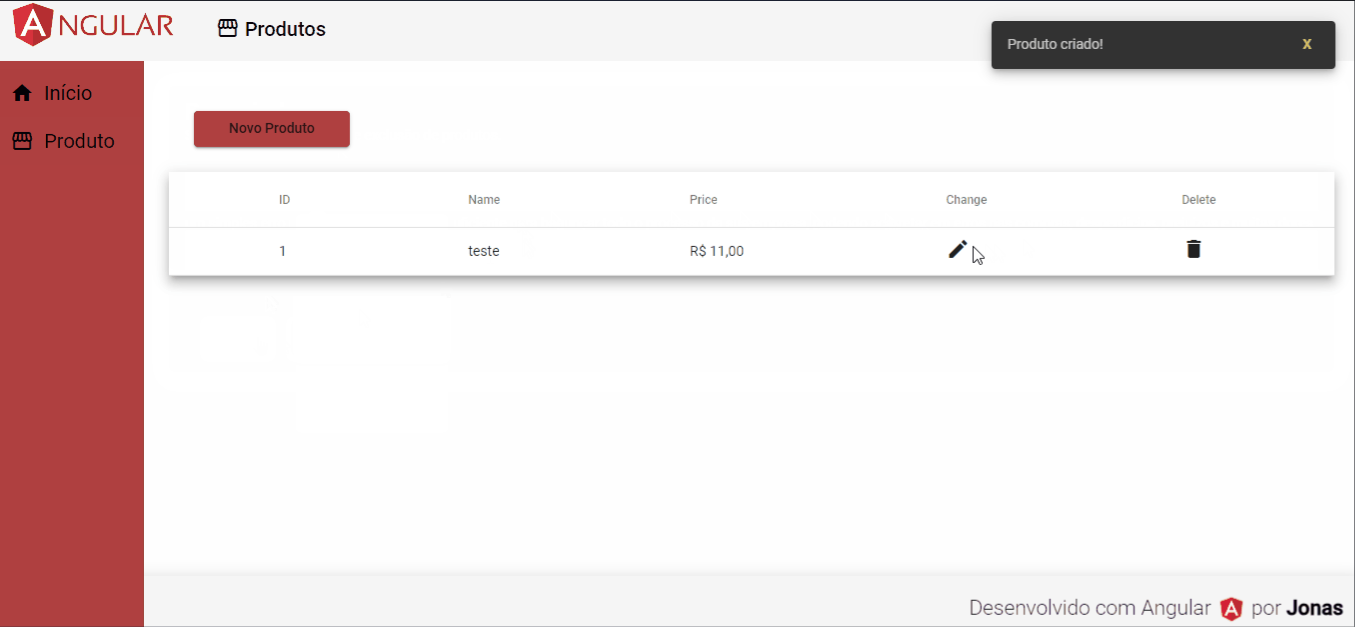 ANGULAR
Produtos
Produto criado!
X
Início
Produto
Novo Produto
ID Name Price Change Delete
1 teste R$ 11,00
Desenvolvido com Angular A por Jonas